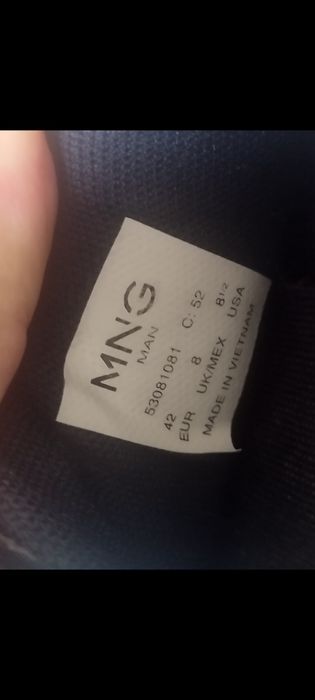 MNG
MAN
53081081 C: 52
42 8 8½
EUR UK/MEX USA
MADE IN VIETNAM